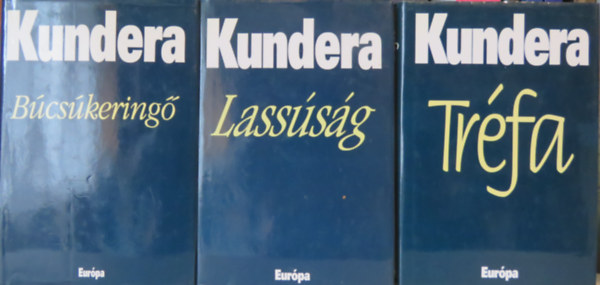 Kundera
Búcsúkeringő
Európa
Kundera
Lassúság
Európa
Kundera
Tréfa
Európa